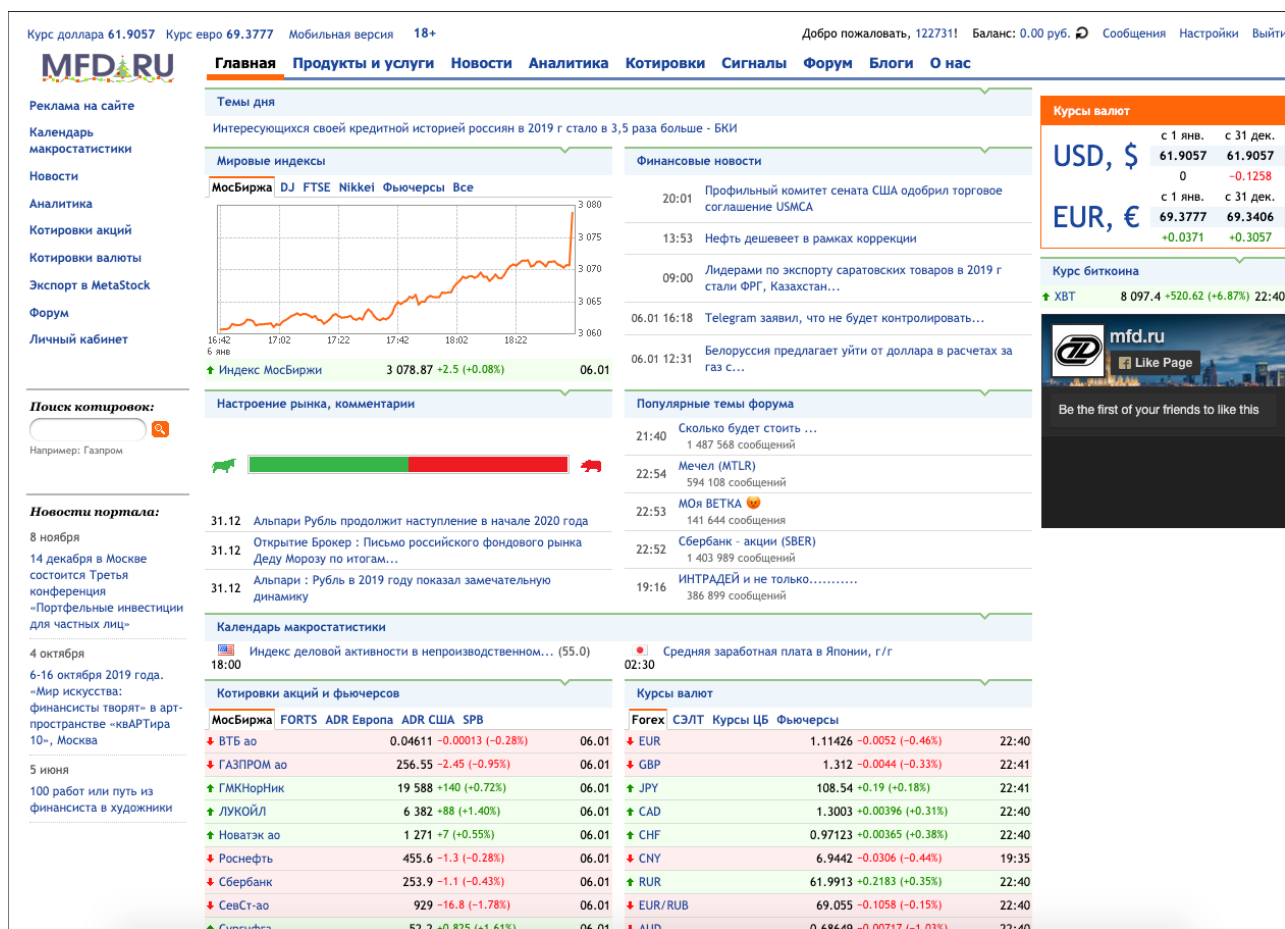 Курс доллара 61.9057 Курс евро 69.3777 Мобильная версия 18+
Добро пожаловать, 122731! Баланс: 0.00 руб. Сообщения Настройки Выйти
MFD.RU
Главная Продукты и услуги Новости Аналитика Котировки Сигналы Форум Блоги О нас
Реклама на сайте
Календарь
макростатистики
Новости
Аналитика
Котировки акций
Котировки валюты
Экспорт в MetaStock
Форум
Личный кабинет
Поиск котировок:
Например: Газпром
Новости портала:
8 ноября
14 декабря в Москве
состоится Третья
конференция
«Портфельные инвестиции
для частных лиц»
4 октября
6-16 октября 2019 года.
«Мир искусства:
финансисты творят» в арт-
пространстве «квАРТира
10», Москва
5 июня
100 работ или путь из
финансиста в художники
Темы дня
Интересующихся своей кредитной историей россиян в 2019 г стало в 3,5 раза больше - БКИ
Мировые индексы
МосБиржа DJ FTSE Nikkei Фьючерсы Все
3 080
3 075
3 070
3 065
3 060
16:42 17:02 17:22 17:42 18:02 18:22
6 янв
Индекс МосБиржи 3 078.87 +2.5 (+0.08%) 06.01
Финансовые новости
20:01 Профильный комитет сената США одобрил торговое
соглашение USMCA
13:53 Нефть дешевеет в рамках коррекции
09:00 Лидерами по экспорту саратовских товаров в 2019 г
стали ФРГ, Казахстан...
06.01 16:18 Telegram заявил, что не будет контролировать...
06.01 12:31 Белоруссия предлагает уйти от доллара в расчетах за
газ с...
Настроение рынка, комментарии
31.12 Альпари Рубль продолжит наступление в начале 2020 года
31.12 Открытие Брокер : Письмо российского фондового рынка
Деду Морозу по итогам...
31.12 Альпари : Рубль в 2019 году показал замечательную
динамику
Популярные темы форума
21:40 Сколько будет стоить ...
1 487 568 сообщений
22:54 Мечел (MTLR)
594 108 сообщений
22:53 МОя ВЕТКА 😡
141 644 сообщения
22:52 Сбербанк - акции (SBER)
1 403 989 сообщений
19:16 ИНТРАДЕЙ и не только...........
386 899 сообщений
Календарь макростатистики
18:00 Индекс деловой активности в непроизводственном... (55.0)
02:30 Средняя заработная плата в Японии, г/г
Котировки акций и фьючерсов
МосБиржа FORTS ADR Европа ADR США SPB
ВТБ ао 0.04611 -0.00013 (-0.28%) 06.01
ГАЗПРОМ ао 256.55 -2.45 (-0.95%) 06.01
ГМКНорНик 19 588 +140 (+0.72%) 06.01
ЛУКОЙЛ 6 382 +88 (+1.40%) 06.01
Новатэк ао 1 271 +7 (+0.55%) 06.01
Роснефть 455.6 -1.3 (-0.28%) 06.01
Сбербанк 253.9 -1.1 (-0.43%) 06.01
СевСт-ао 929 -16.8 (-1.78%) 06.01
Сургнфгз 52.2 +0.825 (+1.61%) 06.01
Курсы валют
Forex СЭЛТ Курсы ЦБ Фьючерсы
EUR 1.11426 -0.0052 (-0.46%) 22:40
GBP 1.312 -0.0044 (-0.33%) 22:41
JPY 108.54 +0.19 (+0.18%) 22:41
CAD 1.3003 +0.00396 (+0.31%) 22:40
CHF 0.97123 +0.00365 (+0.38%) 22:40
CNY 6.9442 -0.0306 (-0.44%) 19:35
RUR 61.9913 +0.2183 (+0.35%) 22:40
EUR/RUB 69.055 -0.1058 (-0.15%) 22:40
AUD 0.68649 -0.00717 (-1.03%) 22:40
Курсы валют
с 1 янв. с 31 дек.
USD, $ 61.9057 61.9057
0 -0.1258
с 1 янв. с 31 дек.
EUR, € 69.3777 69.3406
+0.0371 +0.3057
Курс биткоина
XBT 8 097.4 +520.62 (+6.87%) 22:40
mfd.ru
Like Page
Be the first of your friends to like this